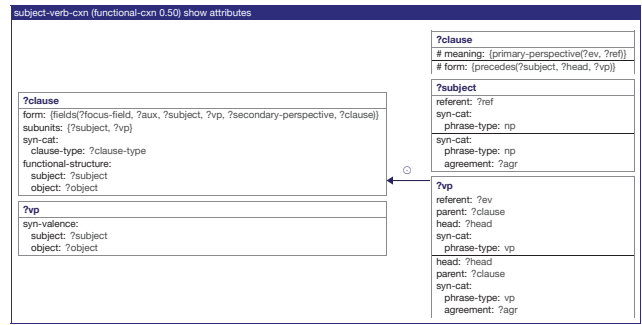 subject-verb-cxn (functional-cxn 0.50) show attributes
?clause
form: {fields(?focus-field, ?aux, ?subject, ?vp, ?secondary-perspective, ?clause)}
subunits: {?subject, ?vp}
syn-cat:
clause-type: ?clause-type
functional-structure:
subject: ?subject
object: ?object
?vp
syn-valence:
subject: ?subject
object: ?object
?clause
# meaning: {primary-perspective(?ev, ?ref)}
# form: {precedes(?subject, ?head, ?vp)}
?subject
referent: ?ref
syn-cat:
phrase-type: np
syn-cat:
phrase-type: np
agreement: ?agr
?vp
referent: ?ev
parent: ?clause
head: ?head
syn-cat:
phrase-type: vp
head: ?head
parent: ?clause
syn-cat:
phrase-type: vp
agreement: ?agr